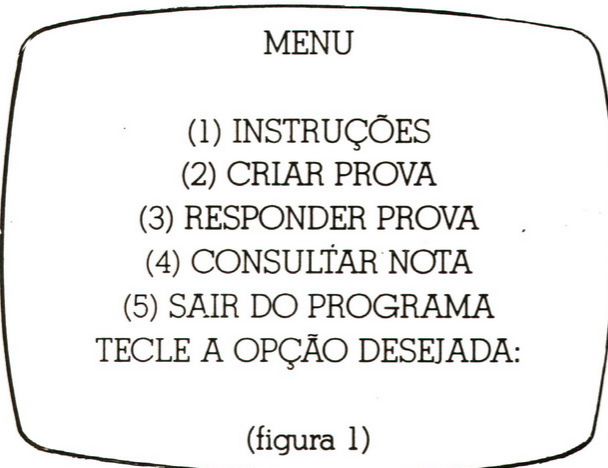 MENU
(1) INSTRUÇÕES
(2) CRIAR PROVA
(3) RESPONDER PROVA
(4) CONSULTAR NOTA
(5) SAIR DO PROGRAMA
TECLE A OPÇÃO DESEJADA:
(figura 1)